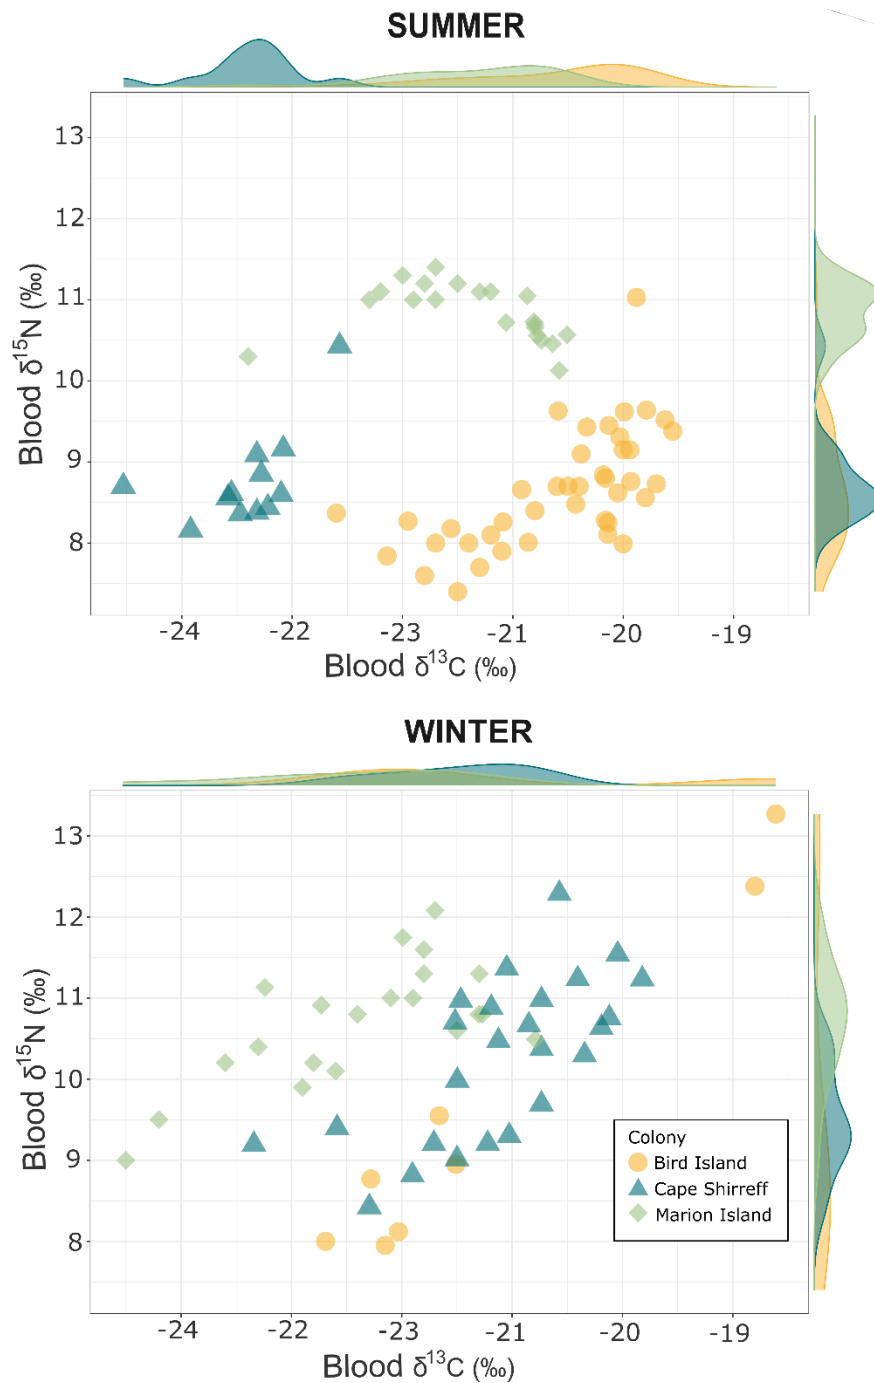 SUMMER
13
12
11
10
9
8
Blood δ15N (‰)
-24 -22 -23 -21 -20 -19
Blood δ13C (‰)
WINTER
13
12
11
10
9
8
Blood δ15N (‰)
Colony
Bird Island
Cape Shirreff
Marion Island
-24 -22 -23 -21 -20 -19
Blood δ13C (‰)